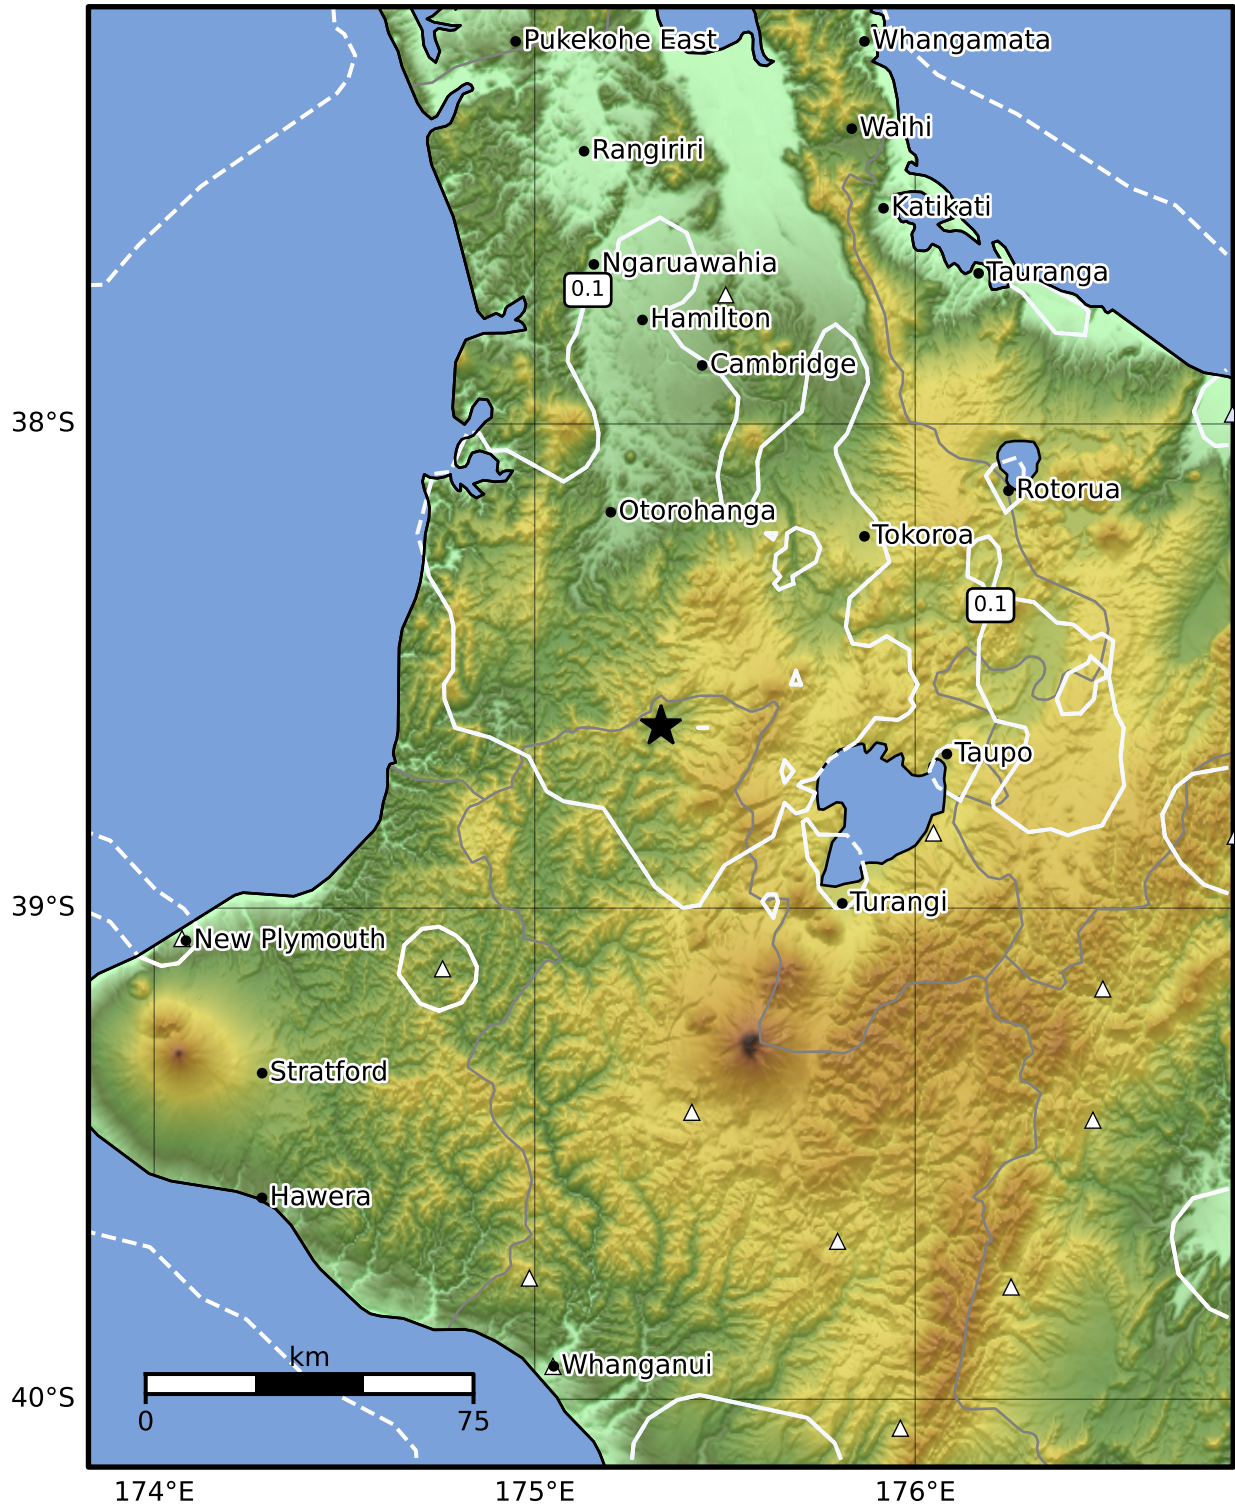 Pukekohe East
Whangamata
Waihi
Rangiriri
Katikati
Ngaruawahia
Tauranga
0.1
Hamilton
Cambridge
38°S
Rotorua
Otorohanga
Tokoroa
0.1
Taupo
39°S
Turangi
New Plymouth
Stratford
Hawera
km
Whanganui
40°S
0
75
174°E
175°E
176°E